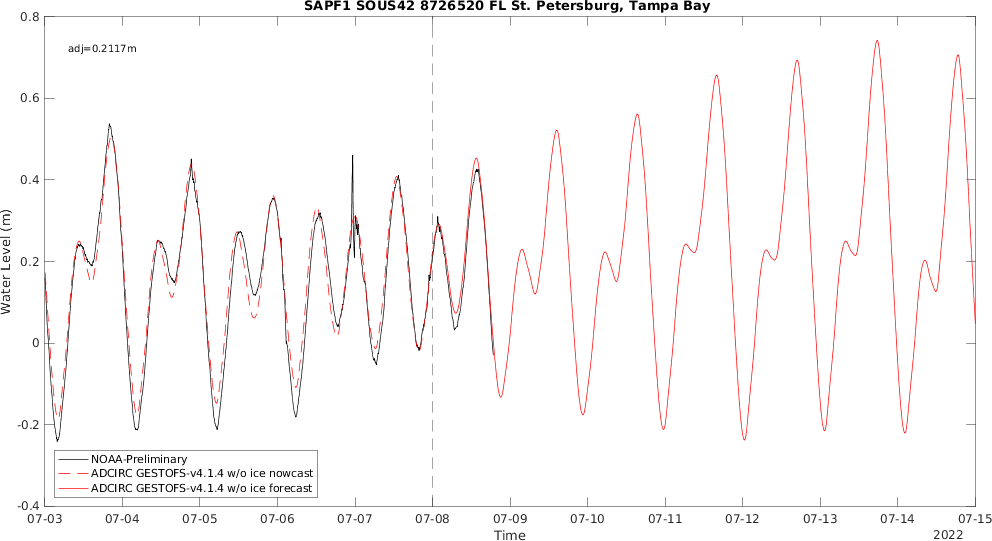 SAPF1 SOUS42 8726520 FL St. Petersburg, Tampa Bay
adj=0.2117m
0.8
0.6
0.4
0.2
0
-0.2
-0.4
Water Level (m)
NOAA-Preliminary
ADCIRC GESTOFS-v4.1.4 w/o ice nowcast
ADCIRC GESTOFS-v4.1.4 w/o ice forecast
07-03 07-04 07-05 07-06 07-07 07-08 07-09 07-10 07-11 07-12 07-13 07-14 07-15
Time
2022